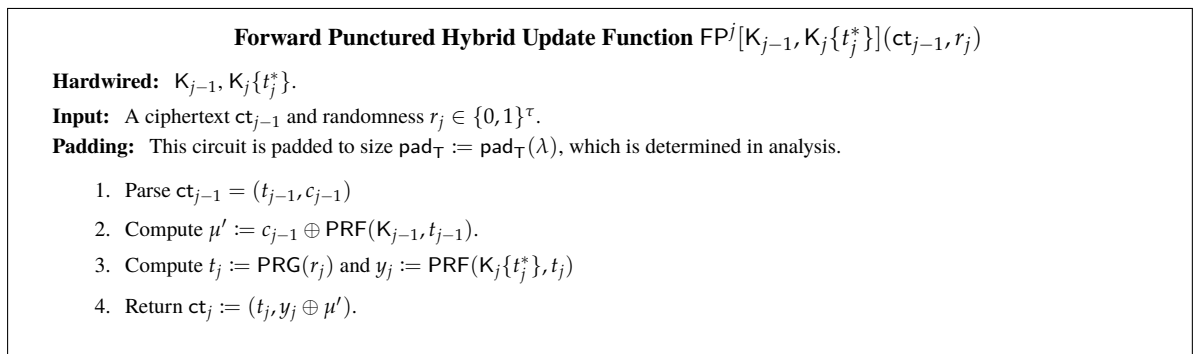 Forward Punctured Hybrid Update Function FP^j[K_{j−1}, K_j{t_j^*}](ct_{j−1}, r_j)
Hardwired: K_{j−1}, K_j{t_j^*}.
Input: A ciphertext ct_{j−1} and randomness r_j ∈ {0, 1}^τ.
Padding: This circuit is padded to size pad_T := pad_T(λ), which is determined in analysis.
1. Parse ct_{j−1} = (t_{j−1}, c_{j−1})
2. Compute μ′ := c_{j−1} ⊕ PRF(K_{j−1}, t_{j−1}).
3. Compute t_j := PRG(r_j) and y_j := PRF(K_j{t_j^*}, t_j)
4. Return ct_j := (t_j, y_j ⊕ μ′).